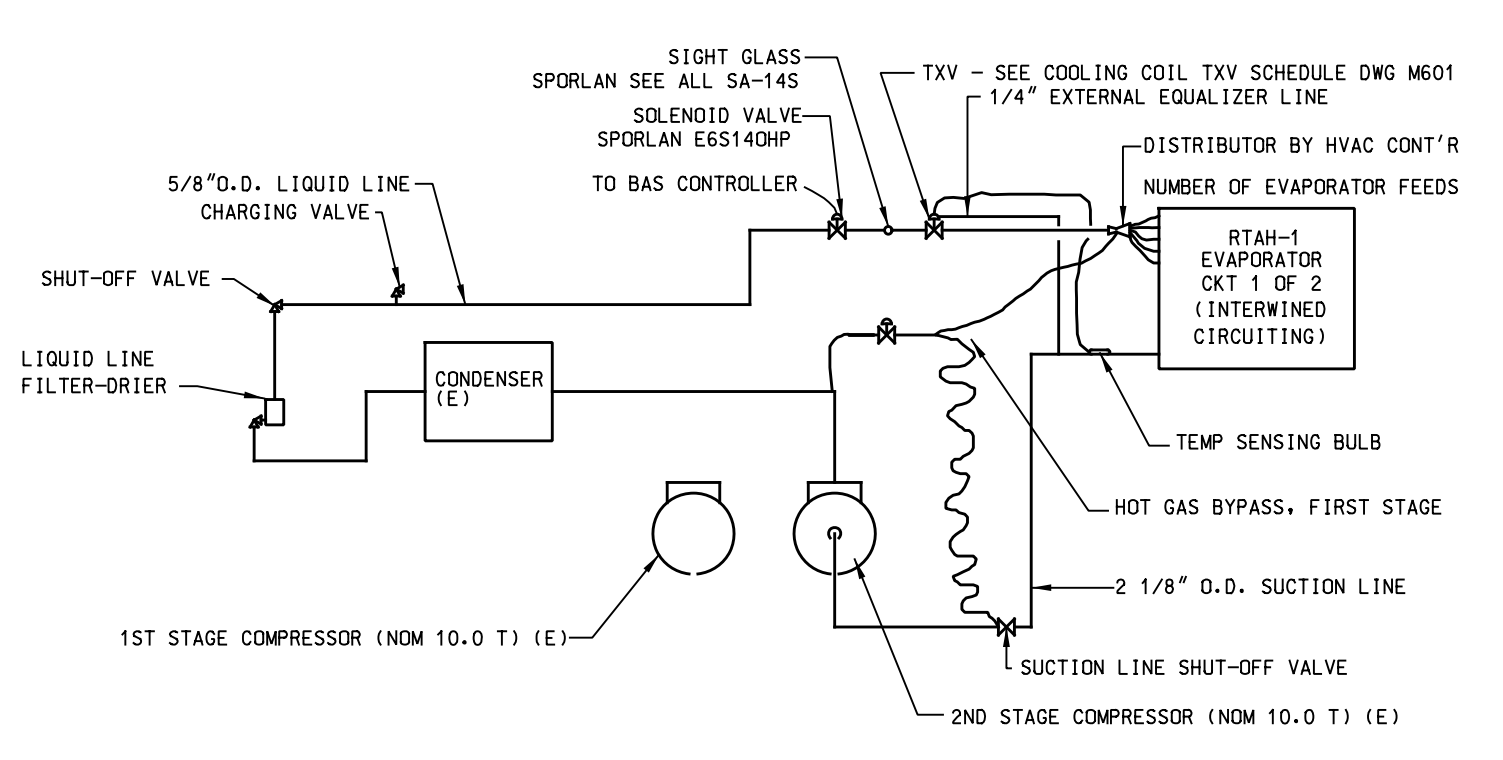 SIGHT GLASS
SPORLAN SEE ALL SA-14S
TXV - SEE COOLING COIL TXV SCHEDULE DWG M601
1/4" EXTERNAL EQUALIZER LINE
SOLENOID VALVE
SPORLAN E6S140HP
DISTRIBUTOR BY HVAC CONT'R
TO BAS CONTROLLER
NUMBER OF EVAPORATOR FEEDS
5/8"O.D. LIQUID LINE
CHARGING VALVE
RTAH-1
EVAPORATOR
CKT 1 OF 2
(INTERWINED
CIRCUITING)
SHUT-OFF VALVE
LIQUID LINE
FILTER-DRIER
CONDENSER
(E)
TEMP SENSING BULB
HOT GAS BYPASS, FIRST STAGE
2 1/8" O.D. SUCTION LINE
1ST STAGE COMPRESSOR (NOM 10.0 T) (E)
SUCTION LINE SHUT-OFF VALVE
2ND STAGE COMPRESSOR (NOM 10.0 T) (E)